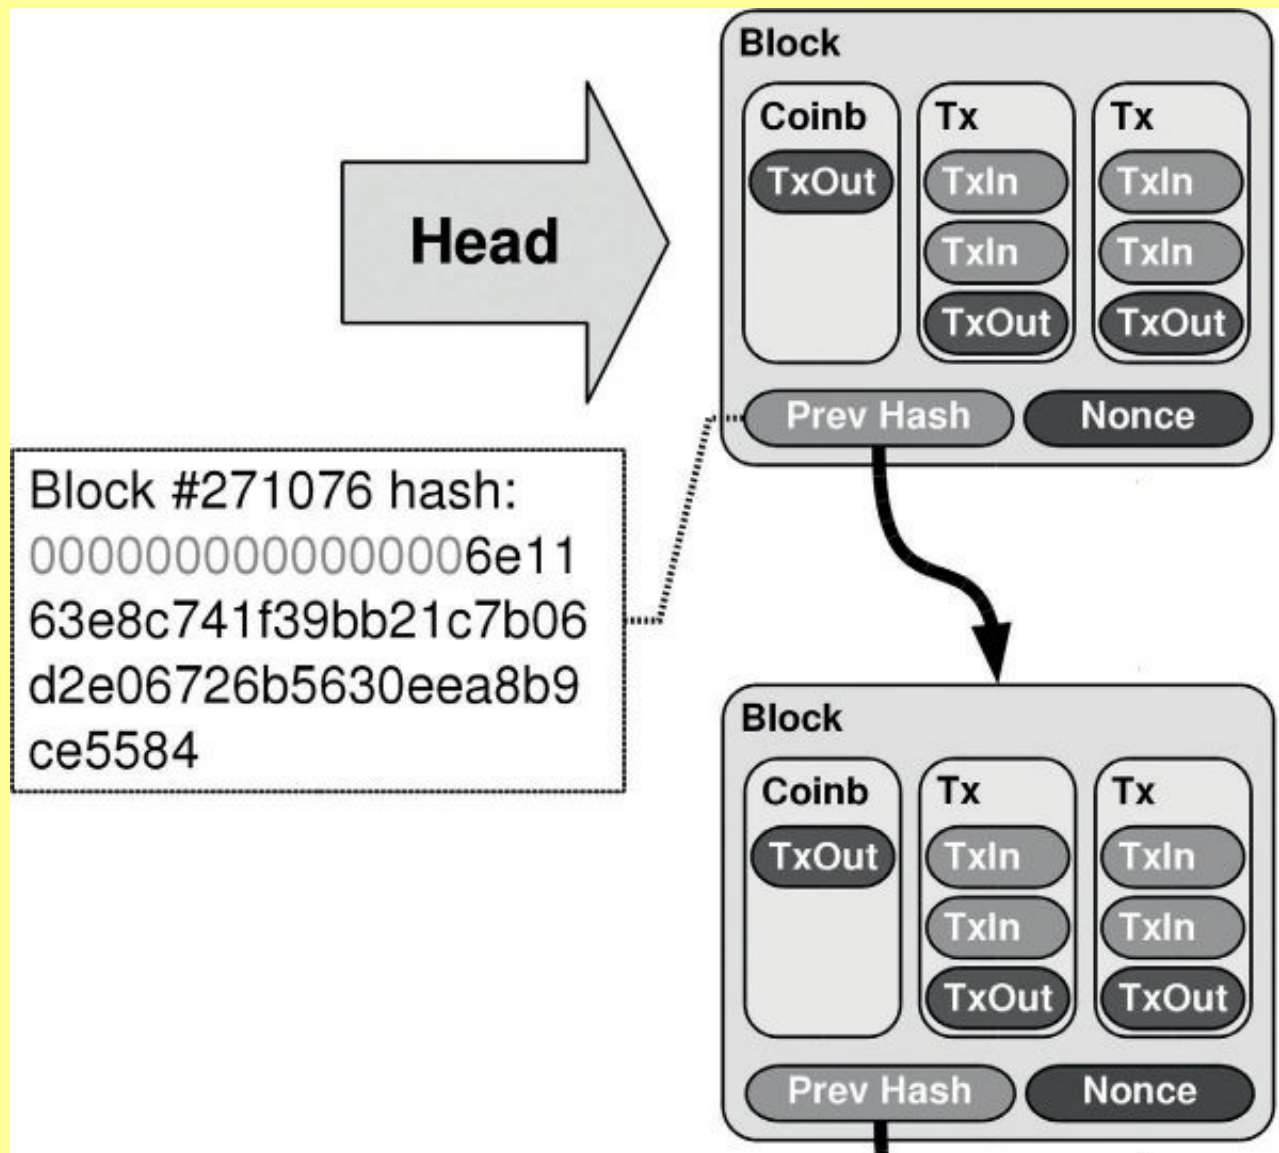 Block
Coinb Tx Tx
TxOut TxIn TxIn
TxIn TxIn
TxOut TxOut
Prev Hash Nonce
Head
Block #271076 hash:
0000000000000006e11
63e8c741f39bb21c7b06
d2e06726b5630eea8b9
ce5584
Block
Coinb Tx Tx
TxOut TxIn TxIn
TxIn TxIn
TxOut TxOut
Prev Hash Nonce